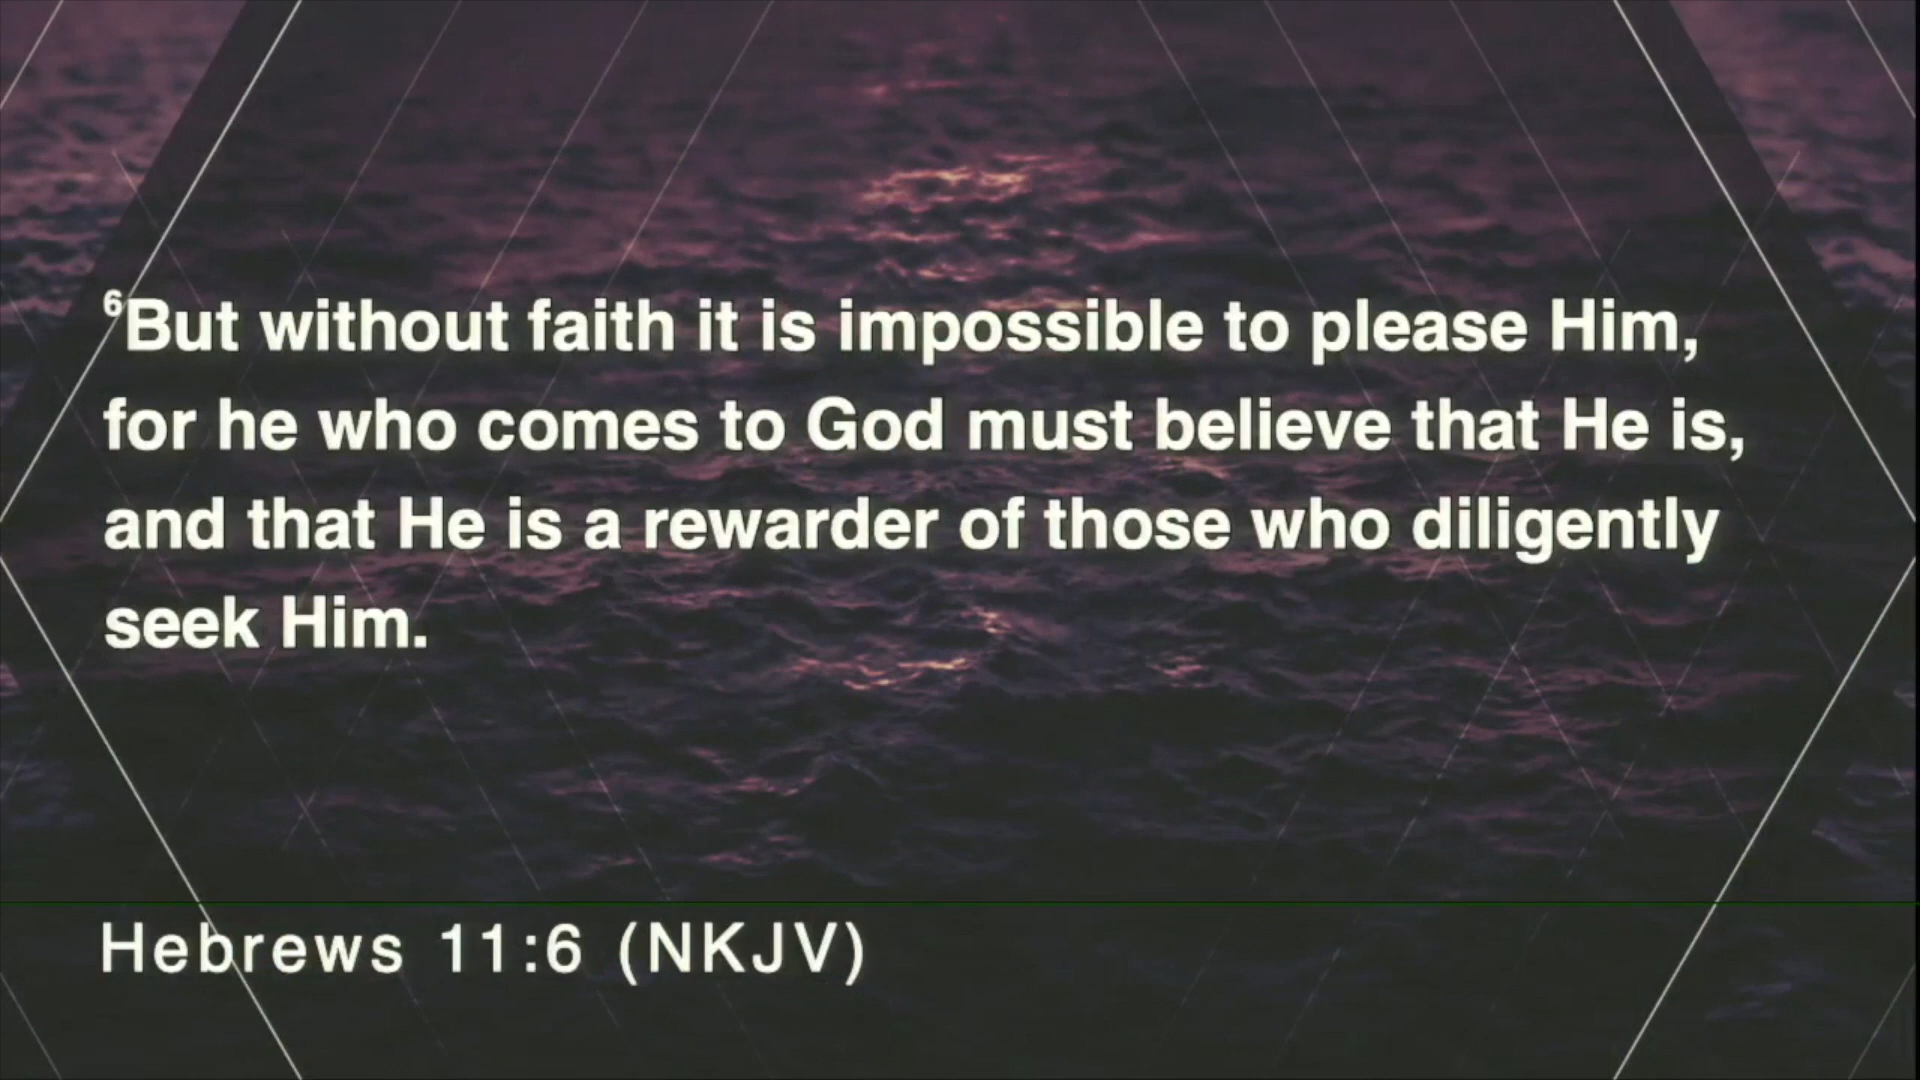 ⁶But without faith it is impossible to please Him,
for he who comes to God must believe that He is,
and that He is a rewarder of those who diligently
seek Him.
Hebrews 11:6 (NKJV)